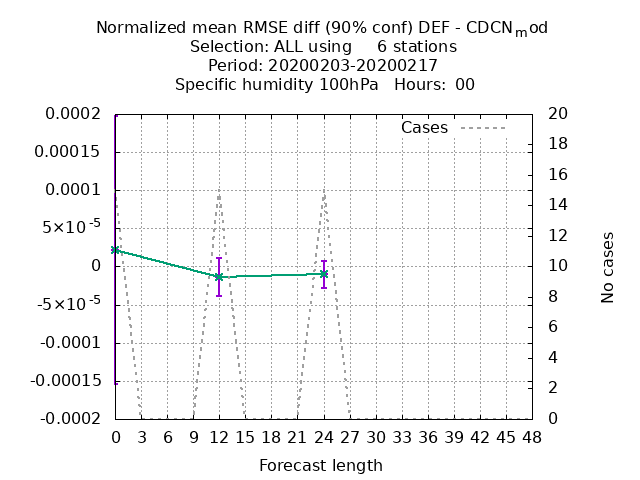 Normalized mean RMSE diff (90% conf) DEF - CDCNmod
Selection: ALL using     6 stations
Period: 20200203-20200217
Specific humidity 100hPa   Hours:  00
Cases
0.0002
0.00015
0.0001
5×10-5
0
-5×10-5
-0.0001
-0.00015
-0.0002
20
18
16
14
12
10
8
6
4
2
0
No cases
0 3 6 9 12 15 18 21 24 27 30 33 36 39 42 45 48
Forecast length